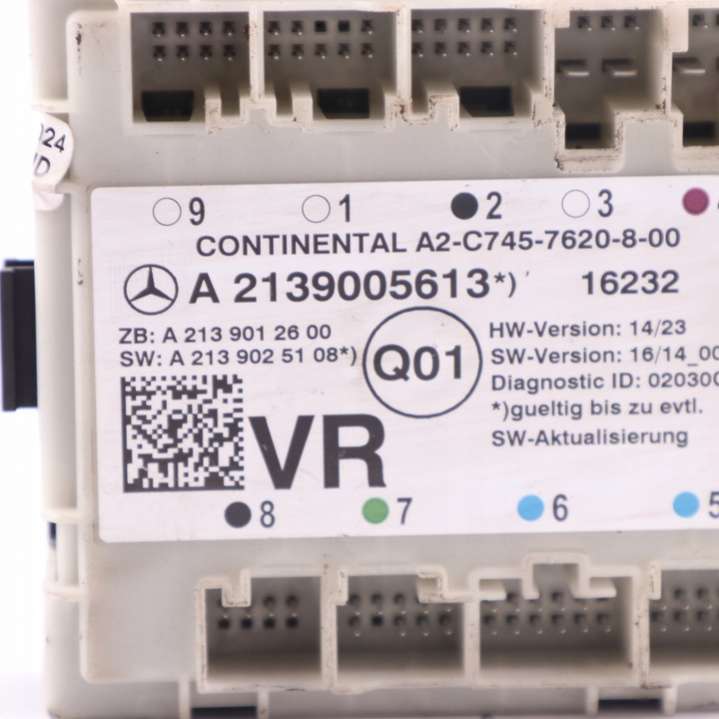 24
9 1 2 3
CONTINENTAL A2-C745-7620-8-00
A 2139005613*) 16232
ZB: A 213 901 26 00
SW: A 213 902 51 08*)
Q01
HW-Version: 14/23
SW-Version: 16/14_00
Diagnostic ID: 020300
*)gueltig bis zu evtl.
SW-Aktualisierung
VR
8 7 6 5